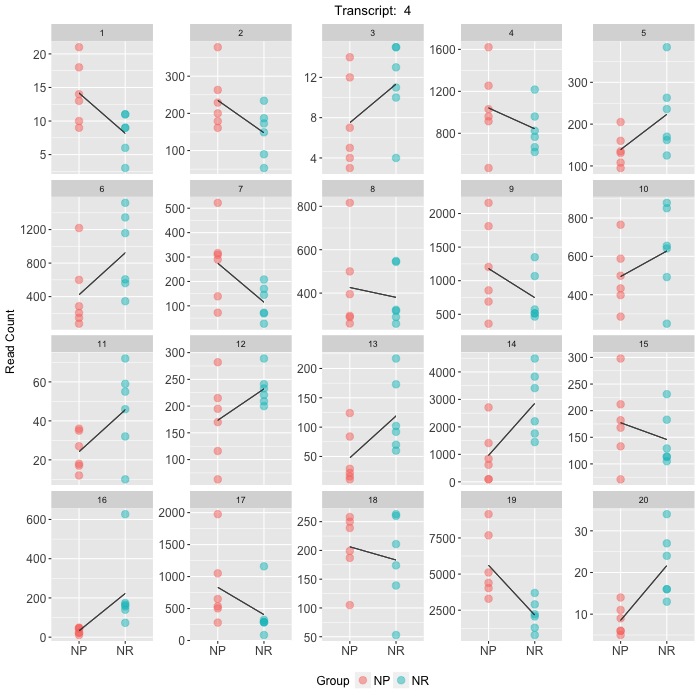 Transcript: 4
1 2 3 4 5
20 15 10 5
300 200 100
12 8 4
1600 1200 800
300 200 100
6 7 8 9 10
1200 800 400
500 400 300 200 100
800 600 400
2000 1500 1000 500
800 600 400
Read Count
11 12 13 14 15
60 40 20
300 250 200 150 100
200 150 100 50
4000 3000 2000 1000 0
300 250 200 150 100
16 17 18 19 20
600 400 200 0
2000 1500 1000 500 0
250 200 150 100 50
7500 5000 2500
30 20 10
NP NR NP NR NP NR NP NR NP NR
Group NP NR